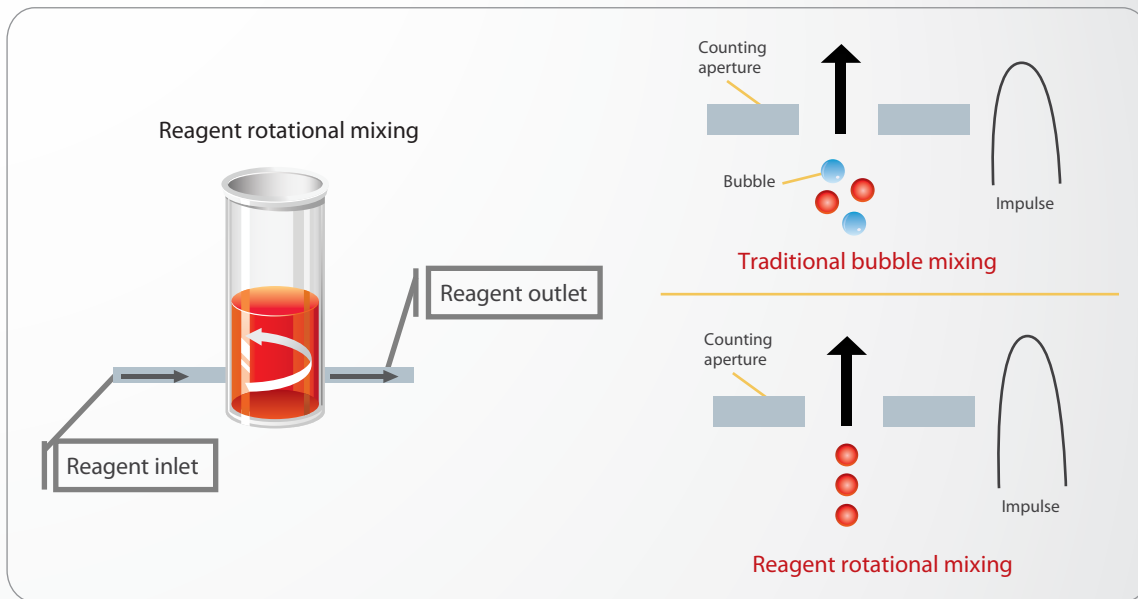 Reagent rotational mixing
Reagent outlet
Reagent inlet
Counting
aperture
Bubble
Impulse
Traditional bubble mixing
Counting
aperture
Impulse
Reagent rotational mixing